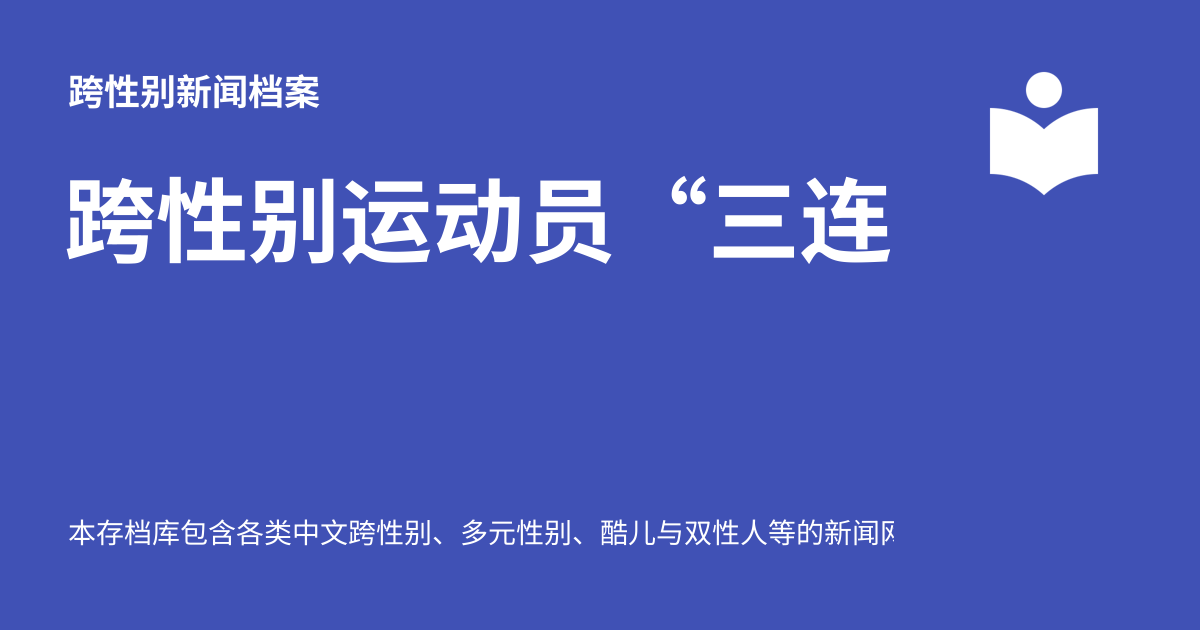 跨性别新闻档案
跨性别运动员 “三连
本存档库包含各类中文跨性别、多元性别、酷儿与双性人等的新闻